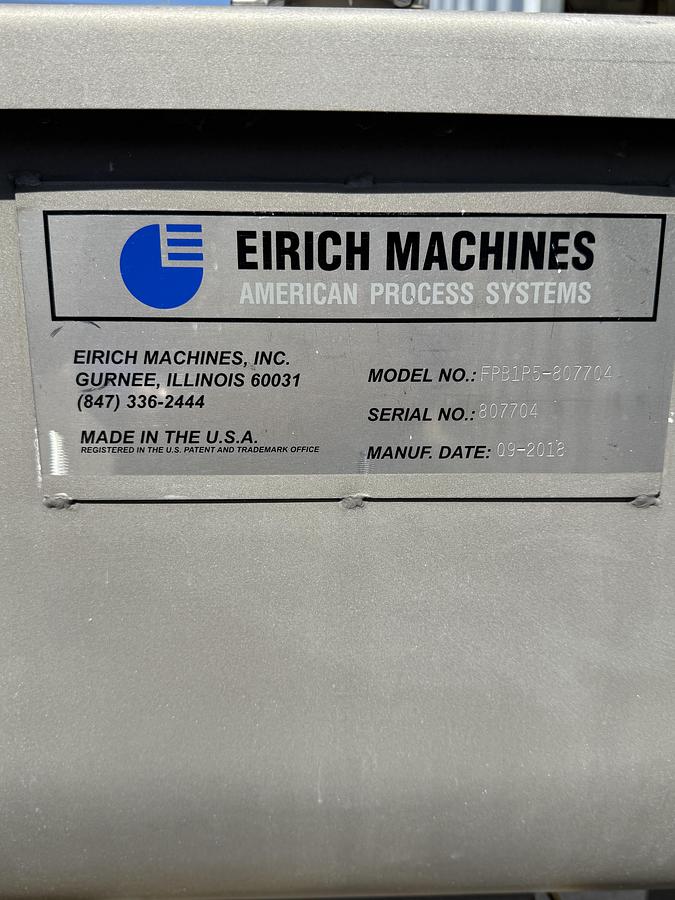 EIRICH MACHINES
AMERICAN PROCESS SYSTEMS
EIRICH MACHINES, INC.
GURNEE, ILLINOIS 60031
(847) 336-2444
MADE IN THE U.S.A.
REGISTERED IN THE U.S. PATENT AND TRADEMARK OFFICE
MODEL NO.: FPB1P5-807704
SERIAL NO.: 807704
MANUF. DATE: 09-2018